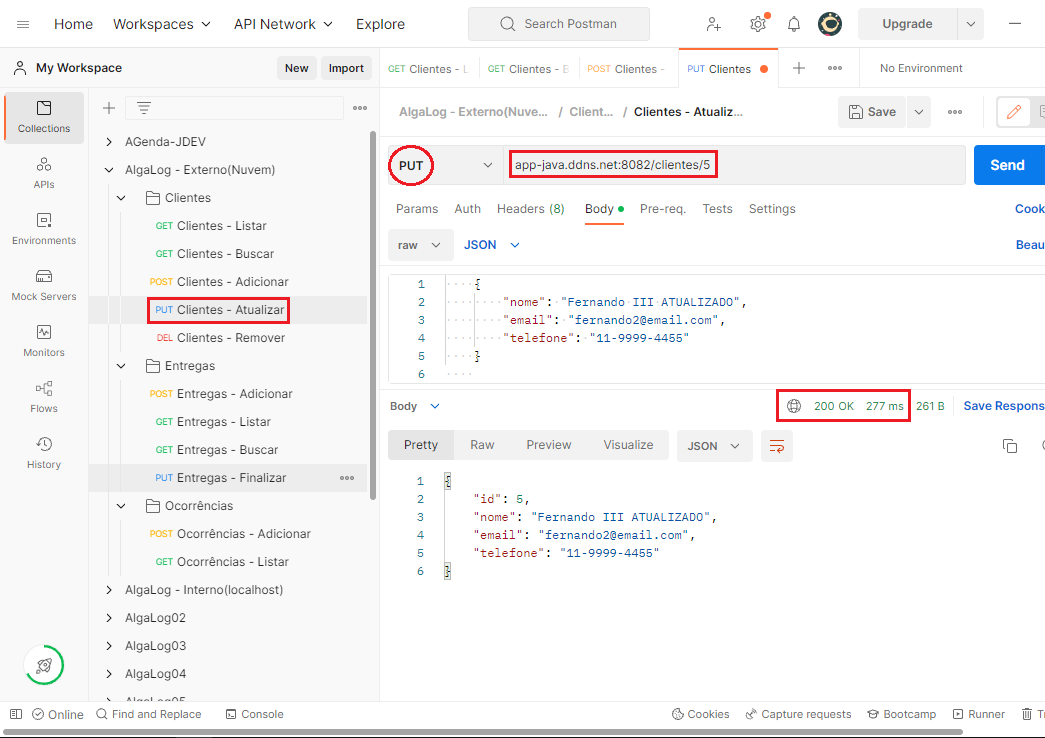 Home Workspaces API Network Explore Search Postman Upgrade
My Workspace New Import
GET Clientes - L GET Clientes - B POST Clientes - PUT Clientes No Environment
AlgaLog - Externo(Nuve... / Client... / Clientes - Atualiz... Save
Collections
APIs
Environments
Mock Servers
Monitors
Flows
History
AGenda-JDEV
AlgaLog - Externo(Nuvem)
Clientes
GET Clientes - Listar
GET Clientes - Buscar
POST Clientes - Adicionar
PUT Clientes - Atualizar
DEL Clientes - Remover
Entregas
POST Entregas - Adicionar
GET Entregas - Listar
GET Entregas - Buscar
PUT Entregas - Finalizar
Ocorrências
POST Ocorrências - Adicionar
GET Ocorrências - Listar
AlgaLog - Interno(localhost)
AlgaLog02
AlgaLog03
AlgaLog04
AlgaLog05
PUT app-java.ddns.net:8082/clientes/5 Send
Params Auth Headers (8) Body Pre-req. Tests Settings Cook
raw JSON Beau
1 {
2 "nome": "Fernando III ATUALIZADO",
3 "email": "fernando2@email.com",
4 "telefone": "11-9999-4455"
5 }
6
Body 200 OK 277 ms 261 B Save Respons
Pretty Raw Preview Visualize JSON
1 {
2 "id": 5,
3 "nome": "Fernando III ATUALIZADO",
4 "email": "fernando2@email.com",
5 "telefone": "11-9999-4455"
6 }
Online Find and Replace Console Cookies Capture requests Bootcamp Runner Tr